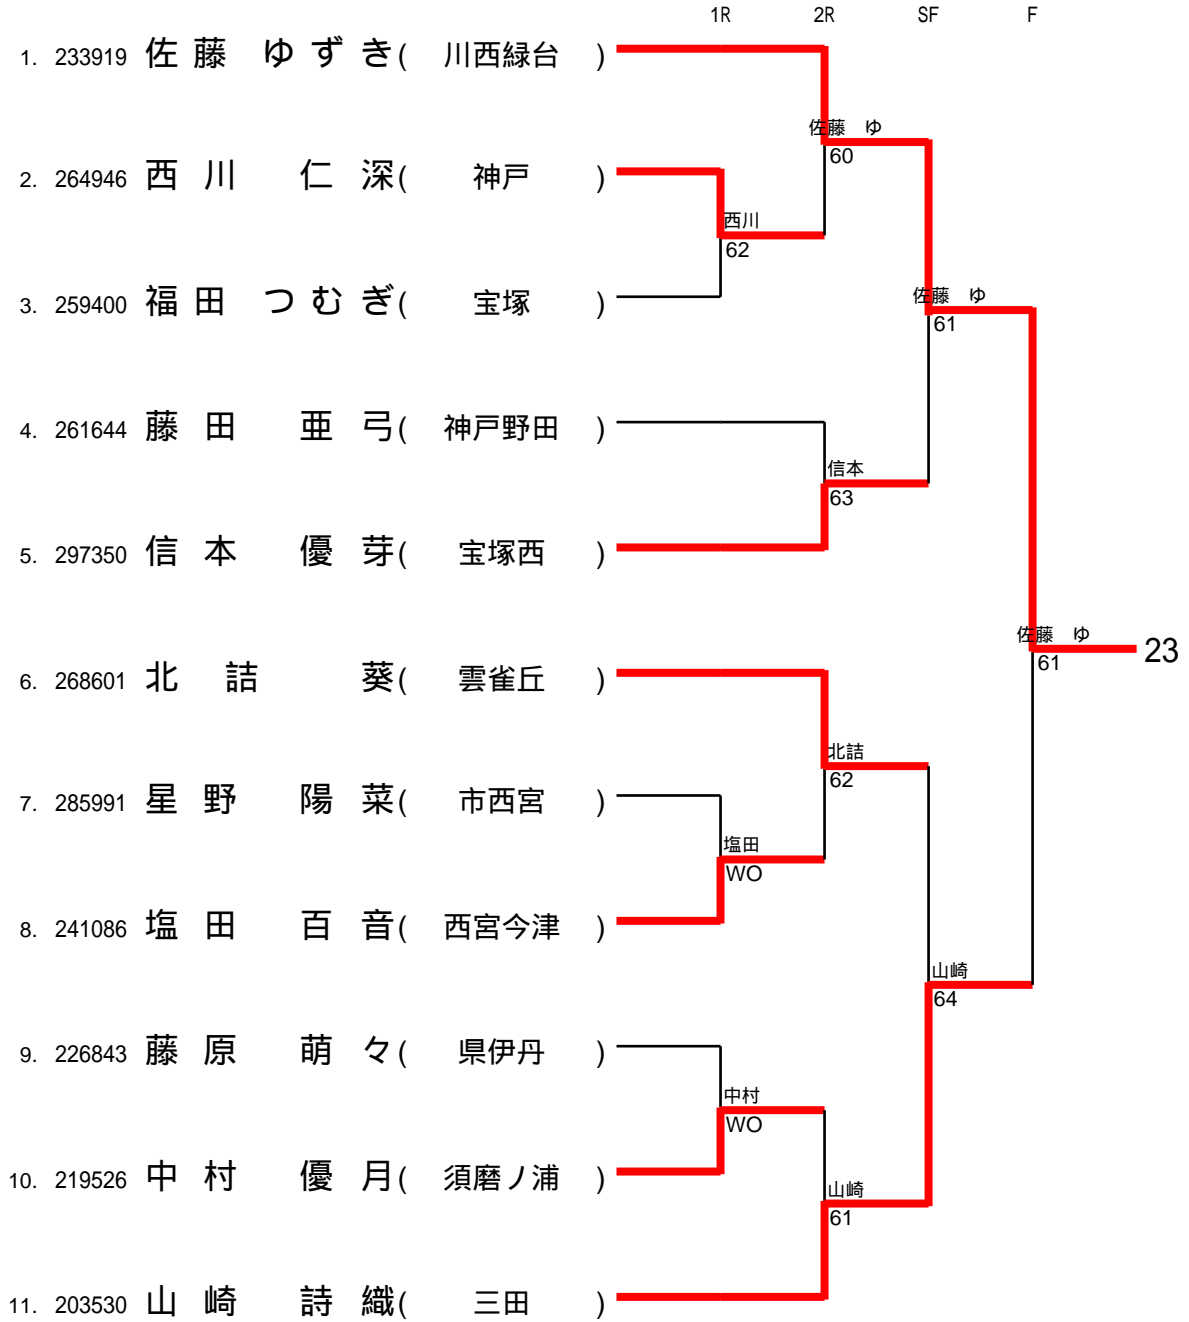 1R 2R SF F
1. 233919 佐藤 ゆずき( 川西緑台 )
佐藤 ゆ
60
2. 264946 西川 仁深( 神戸 )
西川
62
3. 259400 福田 つむぎ( 宝塚 )
佐藤 ゆ
61
4. 261644 藤田 亜弓( 神戸野田 )
信本
63
5. 297350 信本 優芽( 宝塚西 )
佐藤 ゆ
61
23
6. 268601 北詰 葵( 雲雀丘 )
北詰
62
7. 285991 星野 陽菜( 市西宮 )
塩田
WO
8. 241086 塩田 百音( 西宮今津 )
山崎
64
9. 226843 藤原 萌々( 県伊丹 )
中村
WO
10. 219526 中村 優月( 須磨ノ浦 )
山崎
61
11. 203530 山崎 詩織( 三田 )